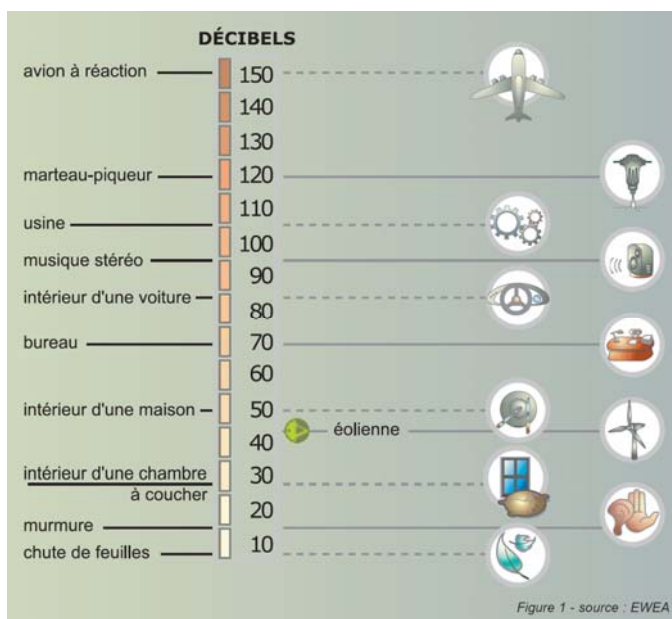 DÉCIBELS
avion à réaction 150
140
130
marteau-piqueur 120
110
usine
100
musique stéréo
90
intérieur d'une voiture
80
bureau 70
60
intérieur d'une maison 50
éolienne
40
intérieur d'une chambre 30
à coucher
20
murmure
10
chute de feuilles
Figure 1 - source : EWEA